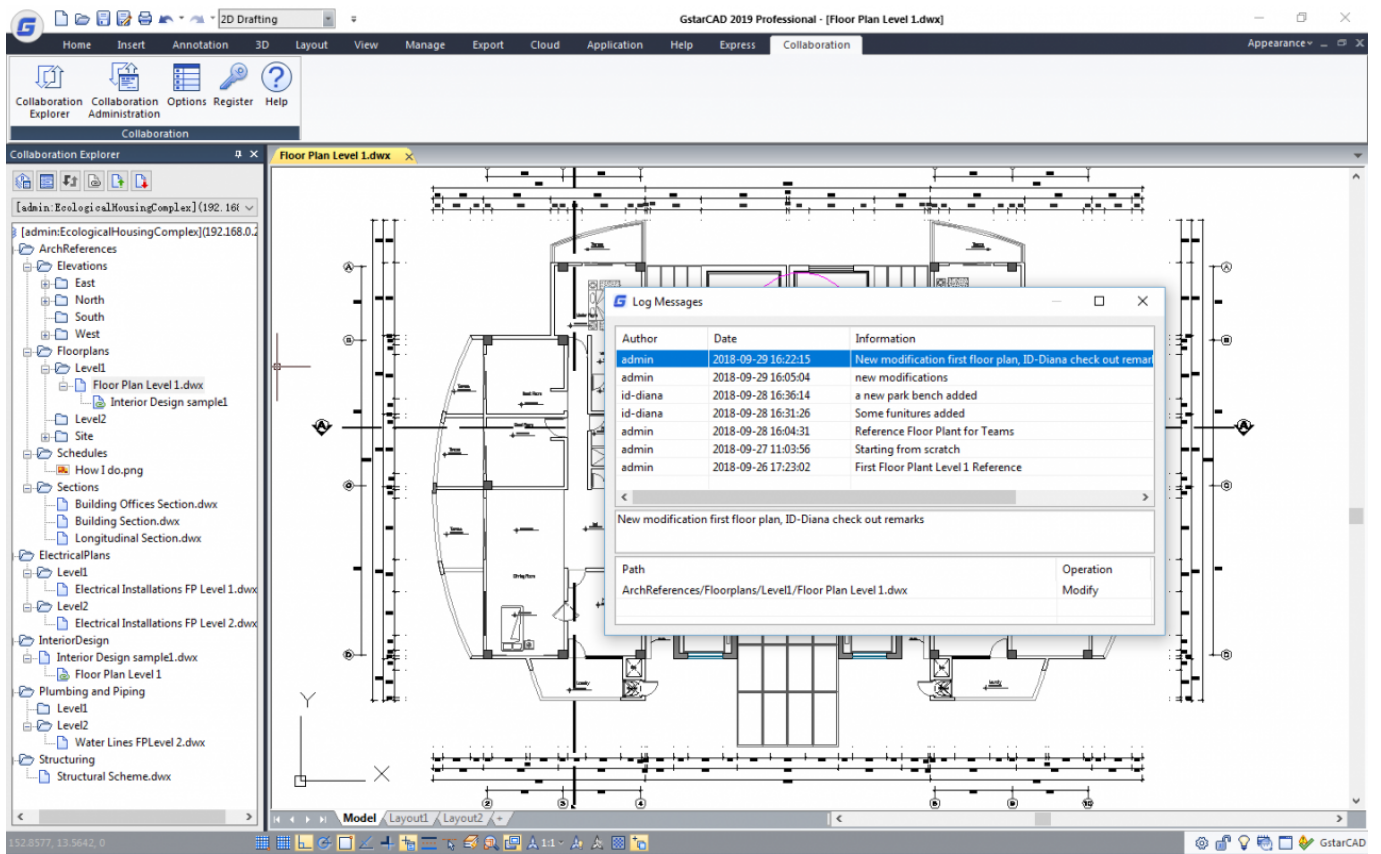 2D Drafting
GstarCAD 2019 Professional - [Floor Plan Level 1.dwx]
Home Insert Annotation 3D Layout View Manage Export Cloud Application Help Express Collaboration
Appearance
Collaboration Explorer
Collaboration Administration
Options
Register
Help
Collaboration
Collaboration Explorer
Floor Plan Level 1.dwx
[admin:EcologicalHousingComplex](192.16
[admin:EcologicalHousingComplex](192.168.0.2
ArchReferences
Elevations
East
North
South
West
Floorplans
Level1
Floor Plan Level 1.dwx
Interior Design sample1
Level2
Site
Schedules
How I do.png
Sections
Building Offices Section.dwx
Building Section.dwx
Longitudinal Section.dwx
ElectricalPlans
Level1
Electrical Installations FP Level 1.dwx
Level2
Electrical Installations FP Level 2.dwx
InteriorDesign
Interior Design sample1.dwx
Floor Plan Level 1
Plumbing and Piping
Level1
Level2
Water Lines FPLevel 2.dwx
Structuring
Structural Scheme.dwx
Log Messages
Author Date Information
admin 2018-09-29 16:22:15 New modification first floor plan, ID-Diana check out remar
admin 2018-09-29 16:05:04 new modifications
id-diana 2018-09-28 16:36:14 a new park bench added
id-diana 2018-09-28 16:31:26 Some funitures added
admin 2018-09-28 16:04:31 Reference Floor Plant for Teams
admin 2018-09-27 11:03:56 Starting from scratch
admin 2018-09-26 17:23:02 First Floor Plant Level 1 Reference
New modification first floor plan, ID-Diana check out remarks
Path Operation
ArchReferences/Floorplans/Level1/Floor Plan Level 1.dwx Modify
Y
X
Model Layout1 Layout2 +
152.8577, 13.5642, 0
1:1
GstarCAD